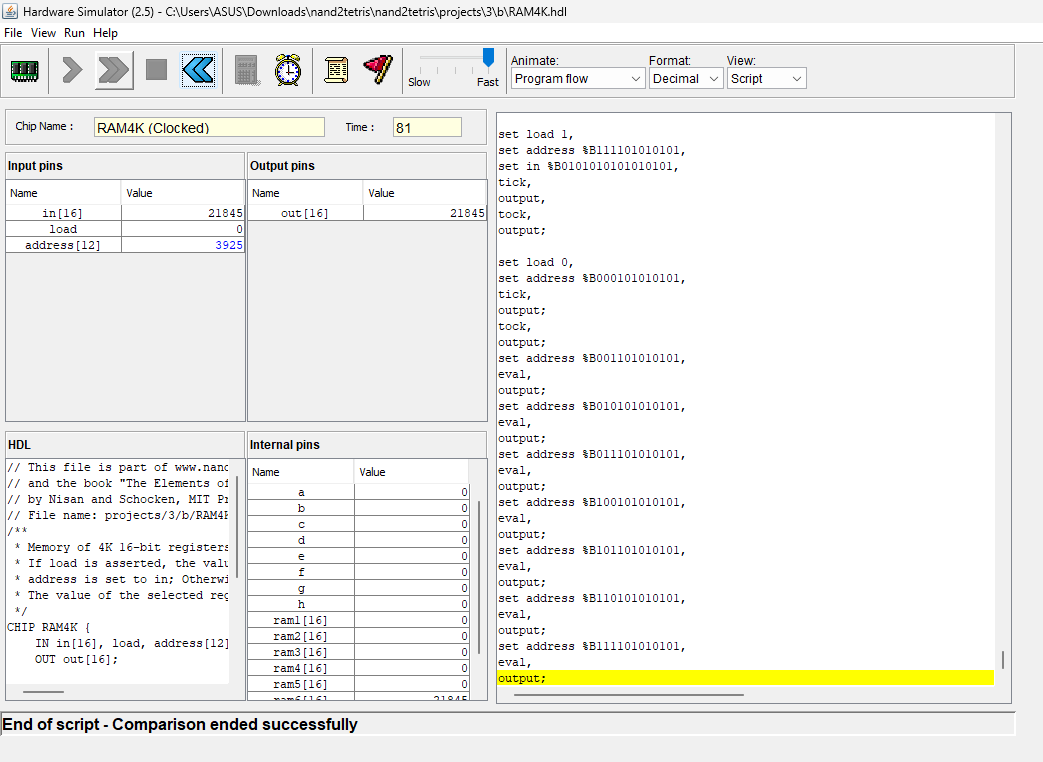 Hardware Simulator (2.5) - C:\Users\ASUS\Downloads\nand2tetris\nand2tetris\projects\3\b\RAM4K.hdl
File View Run Help
Animate: Format: View:
Slow Fast Program flow Decimal Script
Chip Name : RAM4K (Clocked) Time : 81
Input pins
Name Value
in[16] 21845
load 0
address[12] 3925
Output pins
Name Value
out[16] 21845
HDL
// This file is part of www.nand
// and the book "The Elements of
// by Nisan and Schocken, MIT Pr
// File name: projects/3/b/RAM4K
/**
* Memory of 4K 16-bit registers
* If load is asserted, the valu
* address is set to in; Otherwi
* The value of the selected reg
*/
CHIP RAM4K {
IN in[16], load, address[12]
OUT out[16];
Internal pins
Name Value
a 0
b 0
c 0
d 0
e 0
f 0
g 0
h 0
ram1[16] 0
ram2[16] 0
ram3[16] 0
ram4[16] 0
ram5[16] 0
ram6[16] 21845
set load 1,
set address %B111101010101,
set in %B0101010101010101,
tick,
output,
tock,
output;
set load 0,
set address %B000101010101,
tick,
output;
tock,
output;
set address %B001101010101,
eval,
output;
set address %B010101010101,
eval,
output;
set address %B011101010101,
eval,
output;
set address %B100101010101,
eval,
output;
set address %B101101010101,
eval,
output;
set address %B110101010101,
eval,
output;
set address %B111101010101,
eval,
output;
End of script - Comparison ended successfully